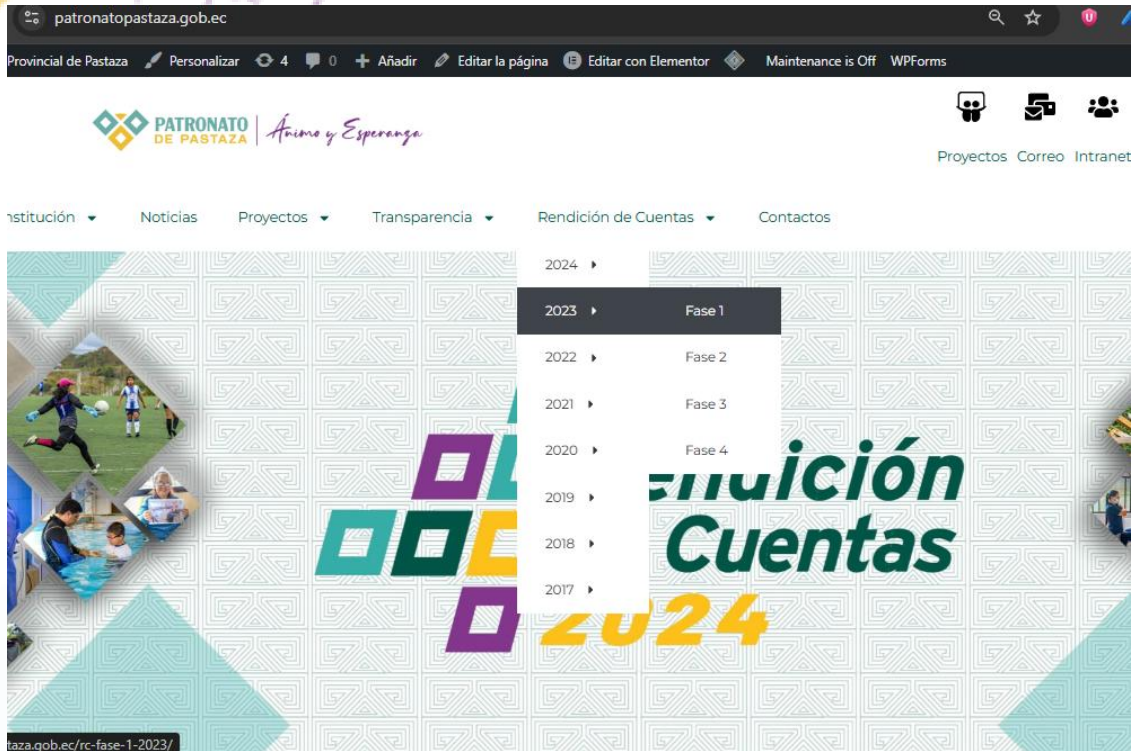 patronatopastaza.gob.ec
Provincial de Pastaza Personalizar 4 0 Añadir Editar la página Editar con Elementor Maintenance is Off WPForms
PATRONATO
DE PASTAZA
Ánimo y Esperanza
Proyectos Correo Intranet
nstitución Noticias Proyectos Transparencia Rendición de Cuentas Contactos
2024
2023 Fase 1
2022 Fase 2
2021 Fase 3
2020 Fase 4
2019
2018
2017
endición
Cuentas
2024
taza.gob.ec/rc-fase-1-2023/